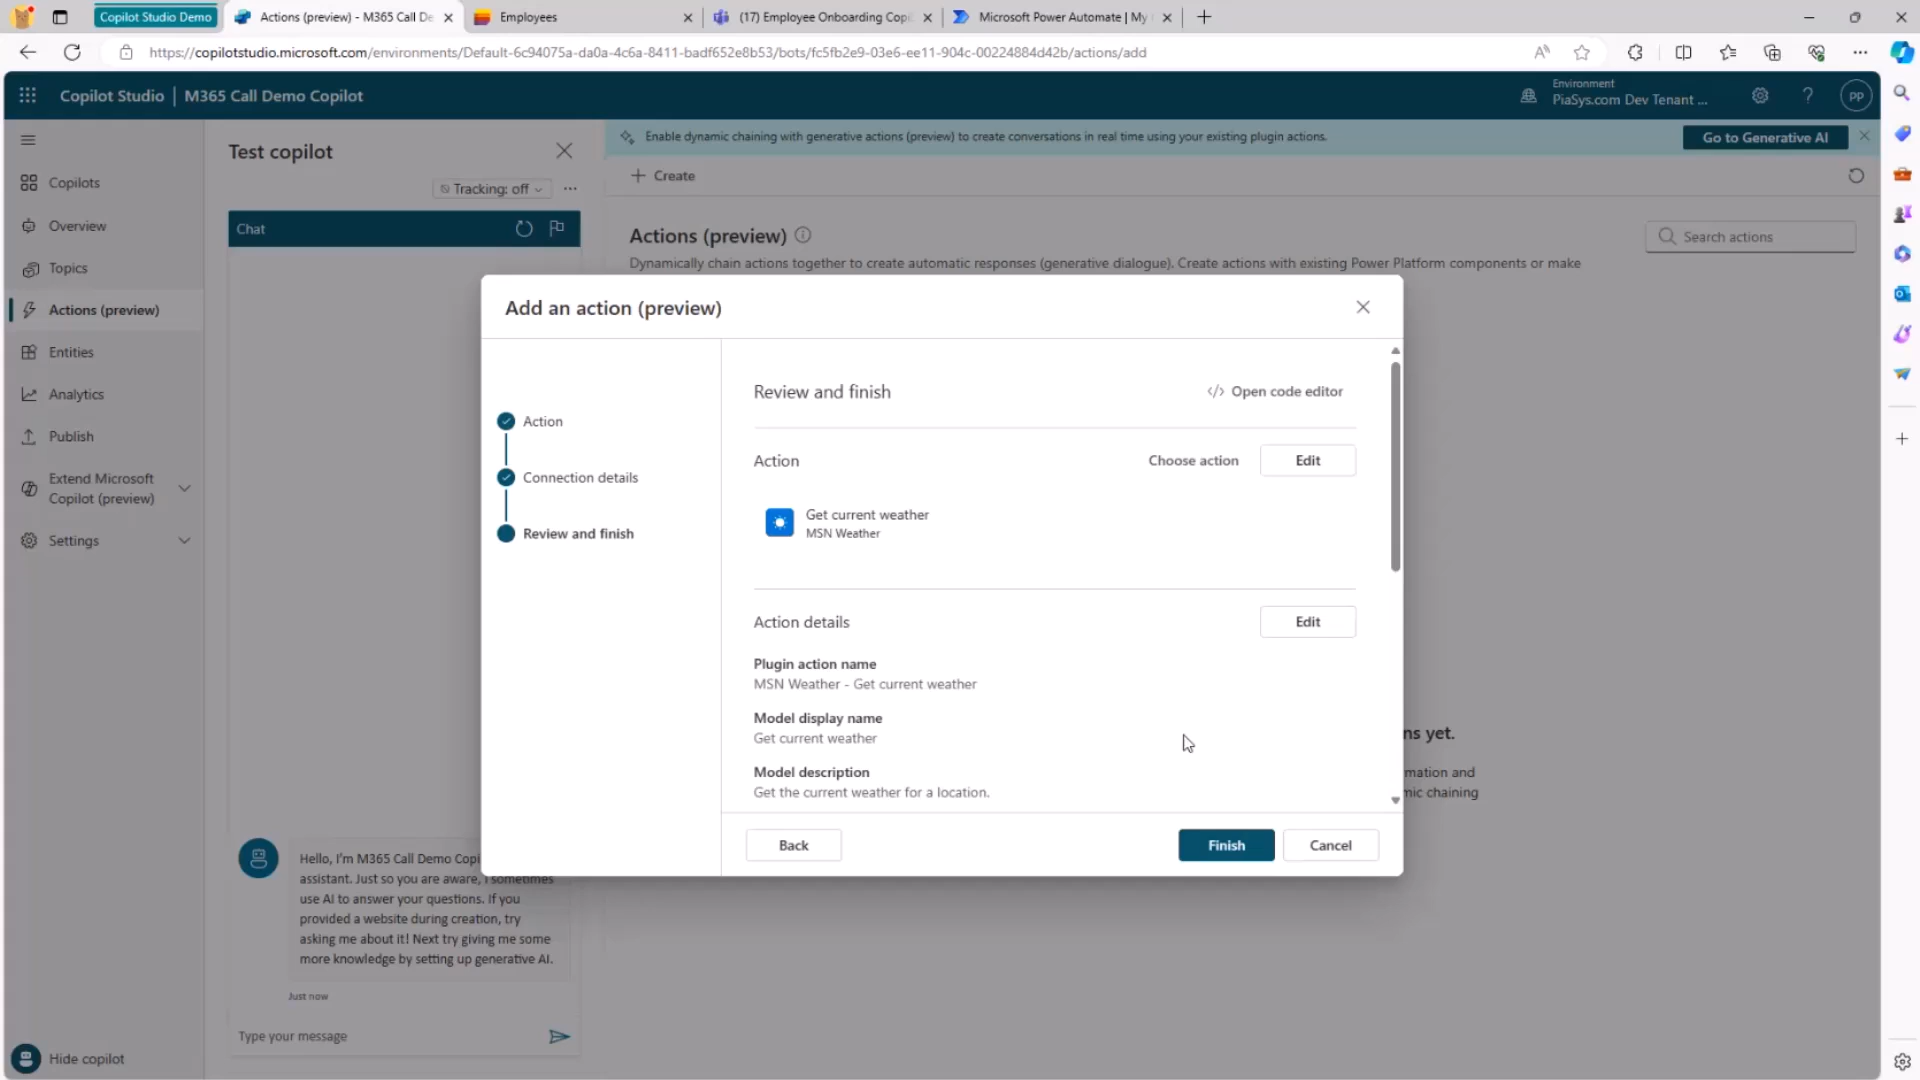 Copilot Studio Demo
Actions (preview) - M365 Call De
Employees
(17) Employee Onboarding Copi
Microsoft Power Automate | My
https://copilotstudio.microsoft.com/environments/Default-6c94075a-da0a-4c6a-8411-badf652e8b53/bots/fc5fb2e9-03e6-ee11-904c-00224884d42b/actions/add
Copilot Studio | M365 Call Demo Copilot
Environment
PiaSys.com Dev Tenant ...
PP
Copilots
Overview
Topics
Actions (preview)
Entities
Analytics
Publish
Extend Microsoft
Copilot (preview)
Settings
Hide copilot
Test copilot
Tracking: off
Chat
Hello, I'm M365 Call Demo Copi
assistant. Just so you are aware, I sometimes
use AI to answer your questions. If you
provided a website during creation, try
asking me about it! Next try giving me some
more knowledge by setting up generative AI.
Just now
Type your message
Enable dynamic chaining with generative actions (preview) to create conversations in real time using your existing plugin actions.
Go to Generative AI
Create
Actions (preview)
Search actions
Dynamically chain actions together to create automatic responses (generative dialogue). Create actions with existing Power Platform components or make
ns yet.
mation and
mic chaining
Add an action (preview)
Action
Connection details
Review and finish
Review and finish
</> Open code editor
Action
Choose action
Edit
Get current weather
MSN Weather
Action details
Edit
Plugin action name
MSN Weather - Get current weather
Model display name
Get current weather
Model description
Get the current weather for a location.
Back
Finish
Cancel